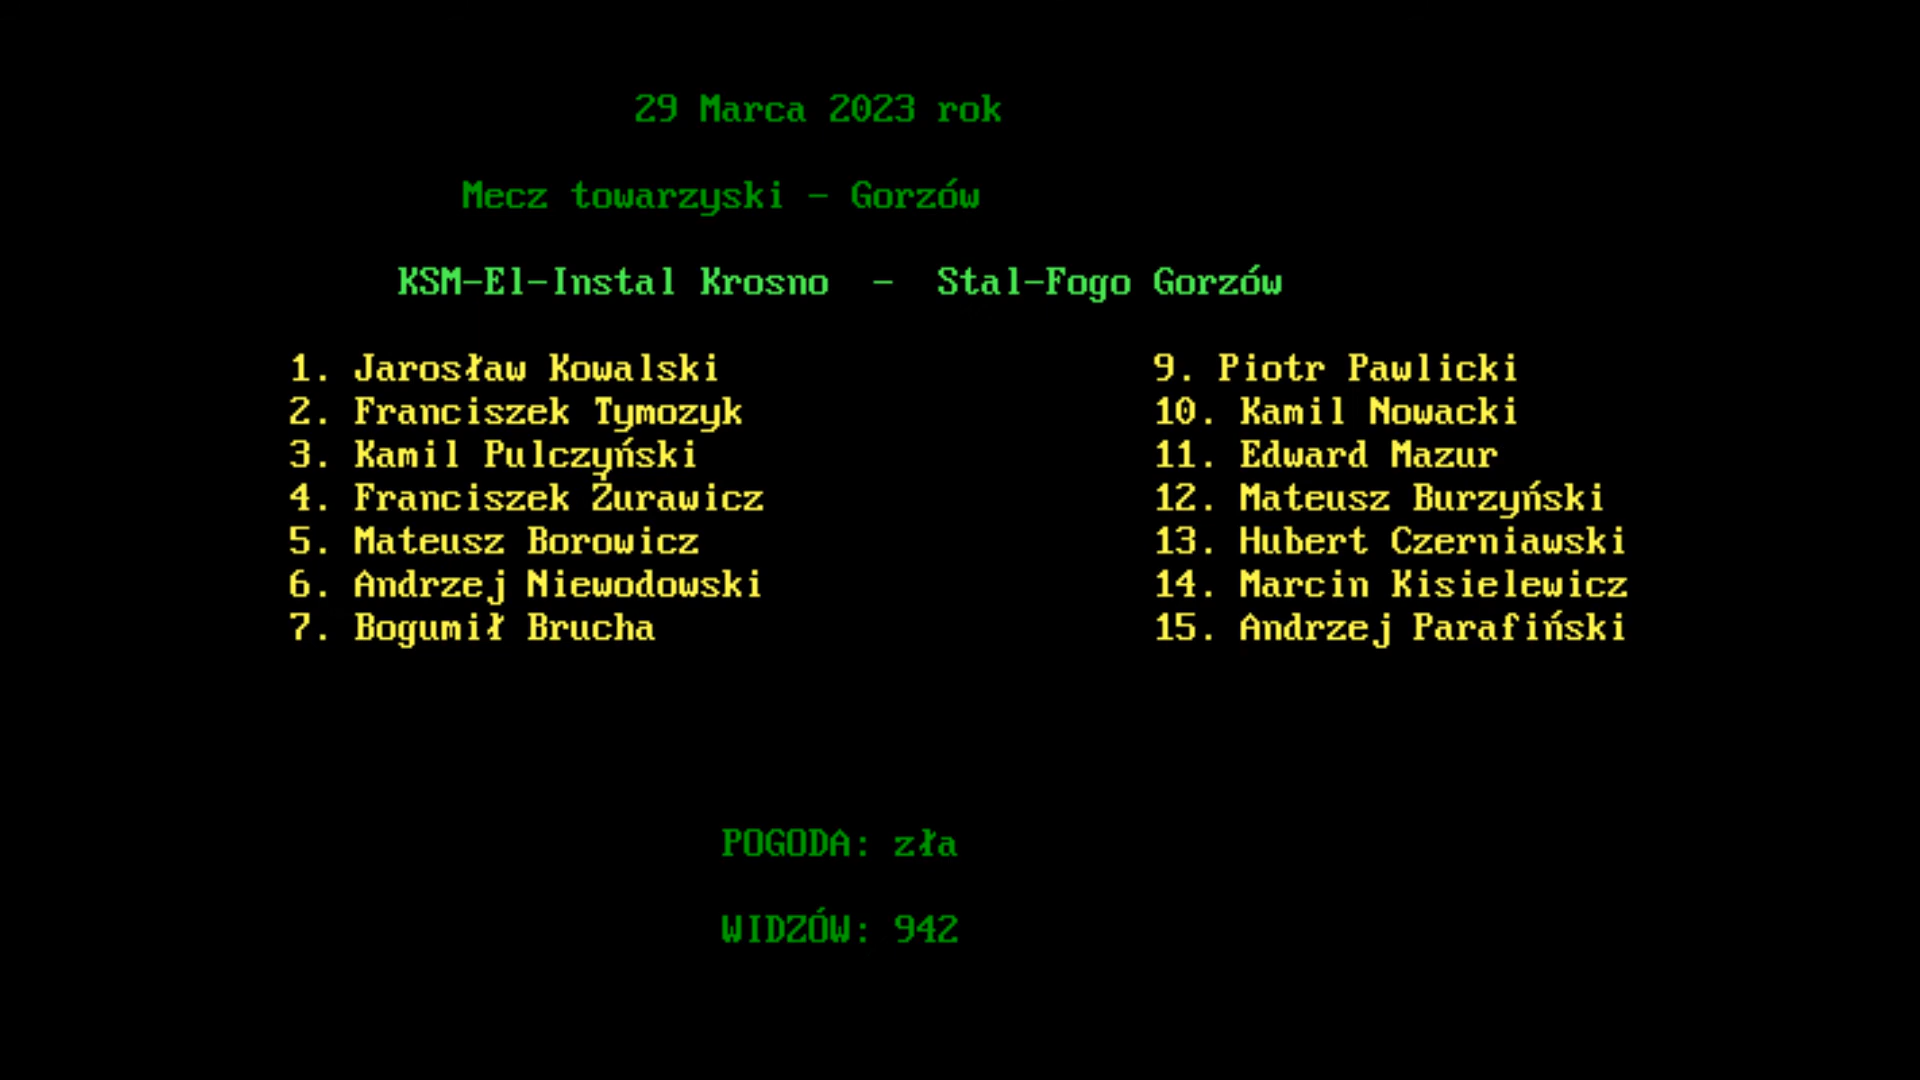 29 Marca 2023 rok
Mecz towarzyski - Gorzów
KSM-El-Instal Krosno - Stal-Fogo Gorzów
1. Jarosław Kowalski
2. Franciszek Tymozyk
3. Kamil Pulczyński
4. Franciszek Żurawicz
5. Mateusz Borowicz
6. Andrzej Niewodowski
7. Bogumił Brucha
9. Piotr Pawlicki
10. Kamil Nowacki
11. Edward Mazur
12. Mateusz Burzyński
13. Hubert Czerniawski
14. Marcin Kisielewicz
15. Andrzej Parafiński
POGODA: zła
WIDZÓW: 942